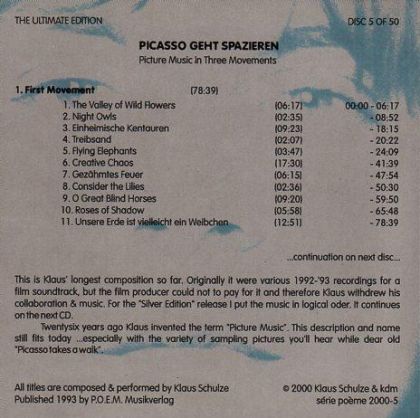 THE ULTIMATE EDITION DISC 5 OF 50
PICASSO GEHT SPAZIEREN
Picture Music in Three Movements
1. First Movement [78:39]
1. The Valley of Wild Flowers (06:17) 00:00 - 06:17
2. Night Owls (02:35) - 08:52
3. Einheimische Kentauren (09:23) - 18:15
4. Treibsand (02:07) - 20:22
5. Flying Elephants (03:47) - 24:09
6. Creative Chaos (17:30) - 41:39
7. Gezähmtes Feuer (06:15) - 47:54
8. Consider the Lilies (02:36) - 50:30
9. O Great Blind Horses (09:20) - 59:50
10. Roses of Shadow (05:58) - 65:48
11. Unsere Erde ist vielleicht ein Weibchen (12:51) - 78:39
...continuation on next disc...
This is Klaus' longest composition so far. Originally it were various 1992-'93 recordings for a
film soundtrack, but the film producer could not to pay for it and therefore Klaus withdrew his
collaboration & music. For the "Silver Edition" release I put the music in logical oder. It continues
on the next CD.
Twentysix years ago Klaus invented the term "Picture Music". This description and name
still fits today ...especially with the variety of sampling pictures you'll hear while dear old
"Picasso takes a walk".
All titles are composed & performed by Klaus Schulze © 2000 Klaus Schulze & kdm
Published 1993 by P.O.E.M. Musikverlag série poème 2000-5